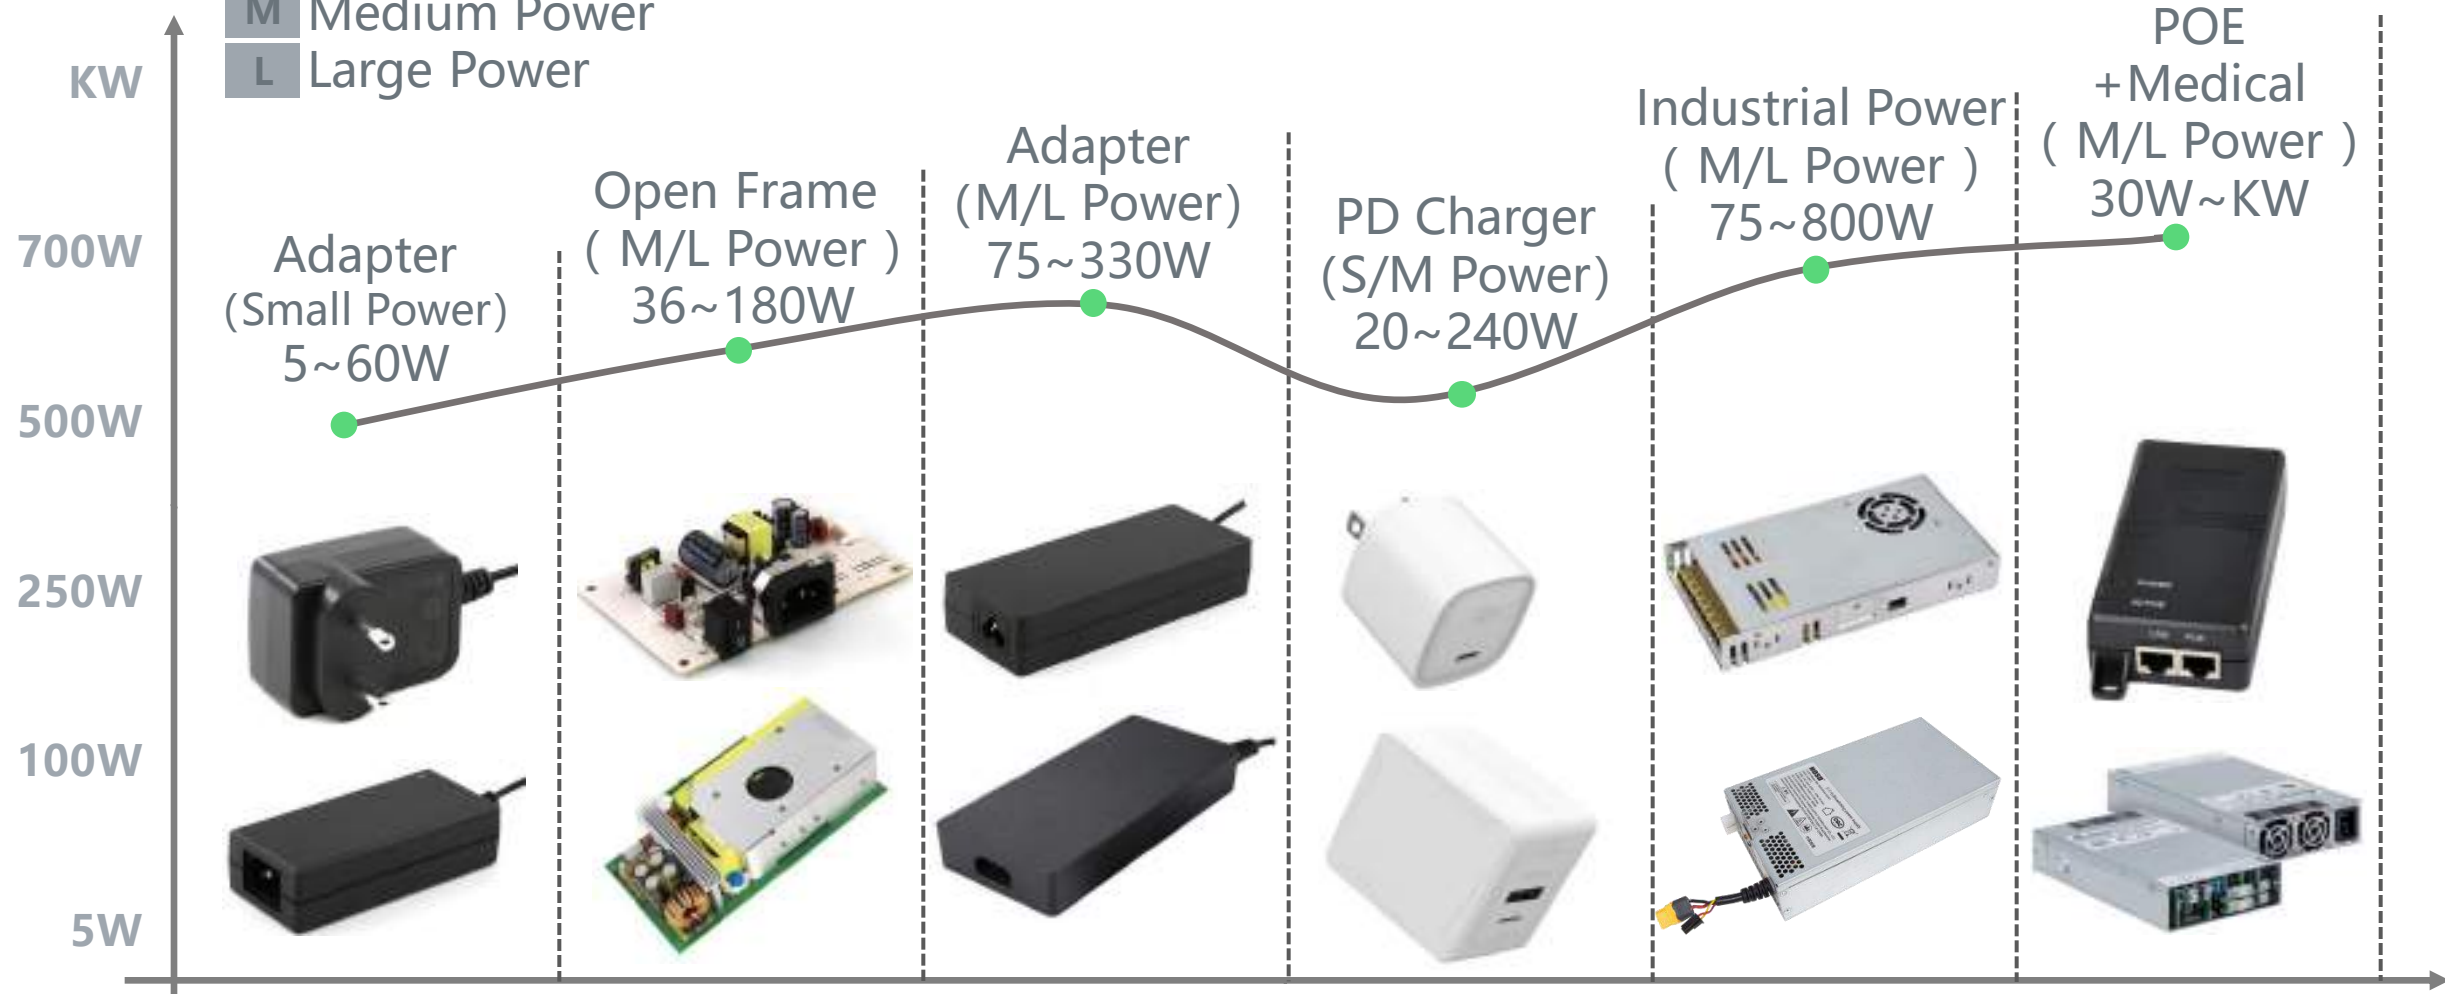 M Medium Power
L Large Power
KW
700W
500W
250W
100W
5W
Adapter
(Small Power)
5~60W
Open Frame
( M/L Power )
36~180W
Adapter
(M/L Power)
75~330W
PD Charger
(S/M Power)
20~240W
Industrial Power
( M/L Power )
75~800W
POE
+Medical
( M/L Power )
30W~KW